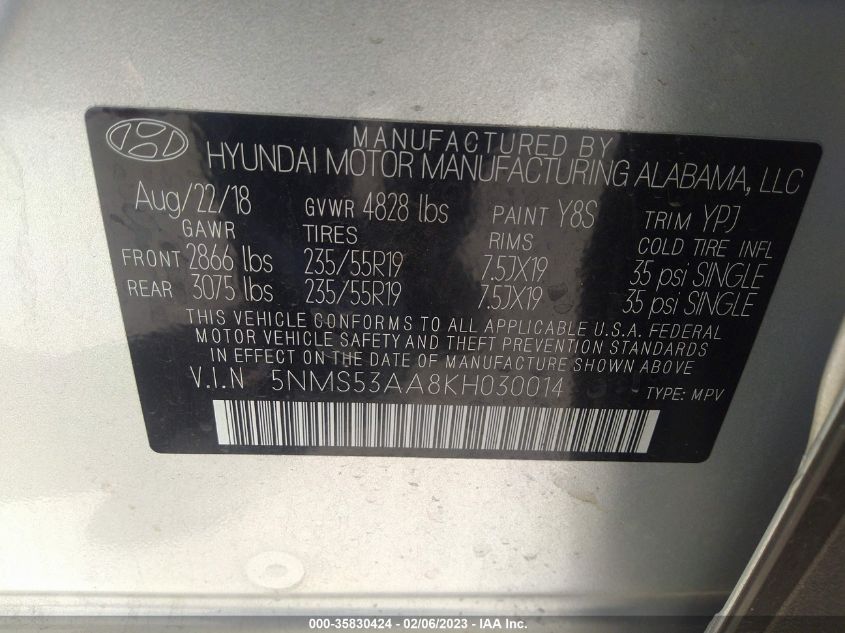 MANUFACTURED BY
HYUNDAI MOTOR MANUFACTURING ALABAMA, LLC
Aug/22/18 GVWR 4828 lbs PAINT Y8S TRIM YPJ
GAWR TIRES RIMS COLD TIRE INFL
FRONT 2866 lbs 235/55R19 7.5JX19 35 psi SINGLE
REAR 3075 lbs 235/55R19 7.5JX19 35 psi SINGLE
THIS VEHICLE CONFORMS TO ALL APPLICABLE U.S.A. FEDERAL
MOTOR VEHICLE SAFETY AND THEFT PREVENTION STANDARDS
IN EFFECT ON THE DATE OF MANUFACTURE SHOWN ABOVE
V.I.N 5NMS53AA8KH030014 TYPE: MPV
000-35830424 - 02/06/2023 - IAA Inc.